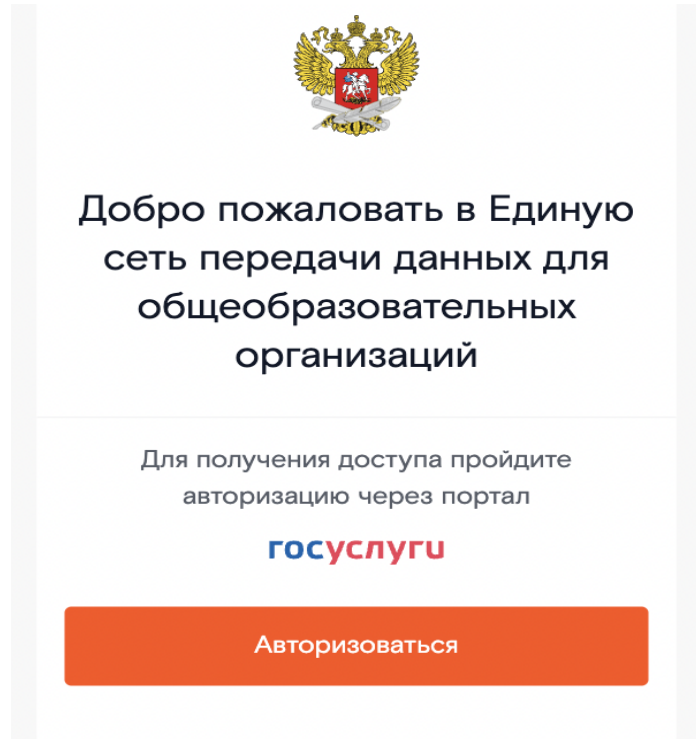 Добро пожаловать в Единую
сеть передачи данных для
общеобразовательных
организаций
Для получения доступа пройдите
авторизацию через портал
госуслуги
Авторизоваться